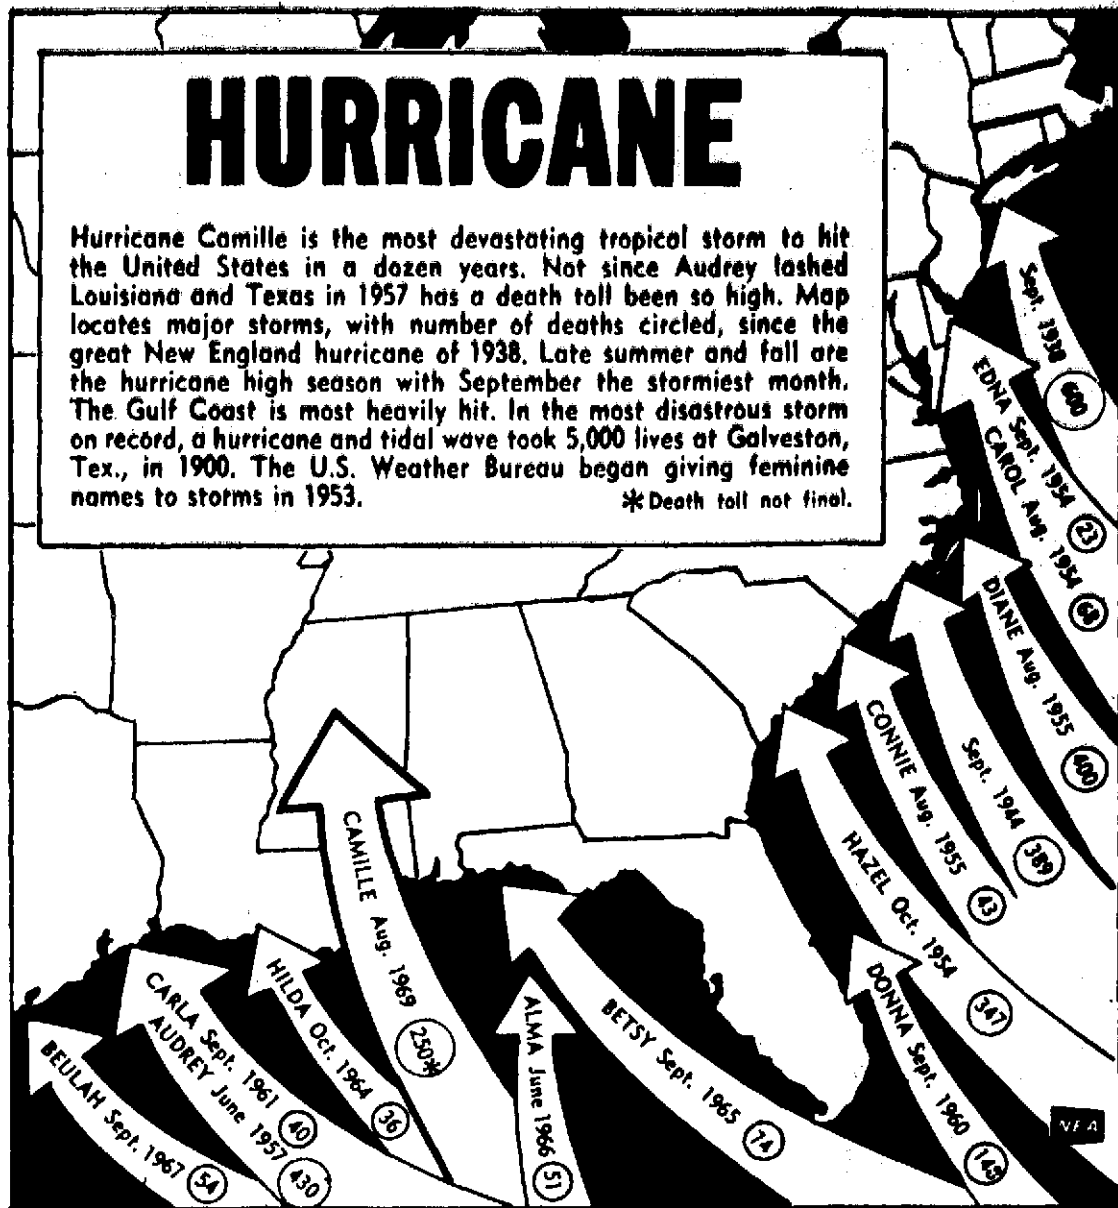 HURRICANE
Hurricane Camille is the most devastating tropical storm to hit
the United States in a dozen years. Not since Audrey lashed
Louisiana and Texas in 1957 has a death toll been so high. Map
locates major storms, with number of deaths circled, since the
great New England hurricane of 1938. Late summer and fall are
the hurricane high season with September the stormiest month.
The Gulf Coast is most heavily hit. In the most disastrous storm
on record, a hurricane and tidal wave took 5,000 lives at Galveston,
Tex., in 1900. The U.S. Weather Bureau began giving feminine
names to storms in 1953.
*Death toll not final.
Sept. 1938 600
EDNA Sept. 1954 23
CAROL Aug. 1954 68
DIANE Aug. 1955 400
Sept. 1944 389
CONNIE Aug. 1955 43
HAZEL Oct. 1954 347
DONNA Sept. 1960
BETSY Sept. 1965 74
ALMA June 1966 51
CAMILLE Aug. 1969 250*
HILDA Oct. 1964 36
CARLA Sept. 1961 40
AUDREY June 1957 430
BEULAH Sept. 1967 54
NEA